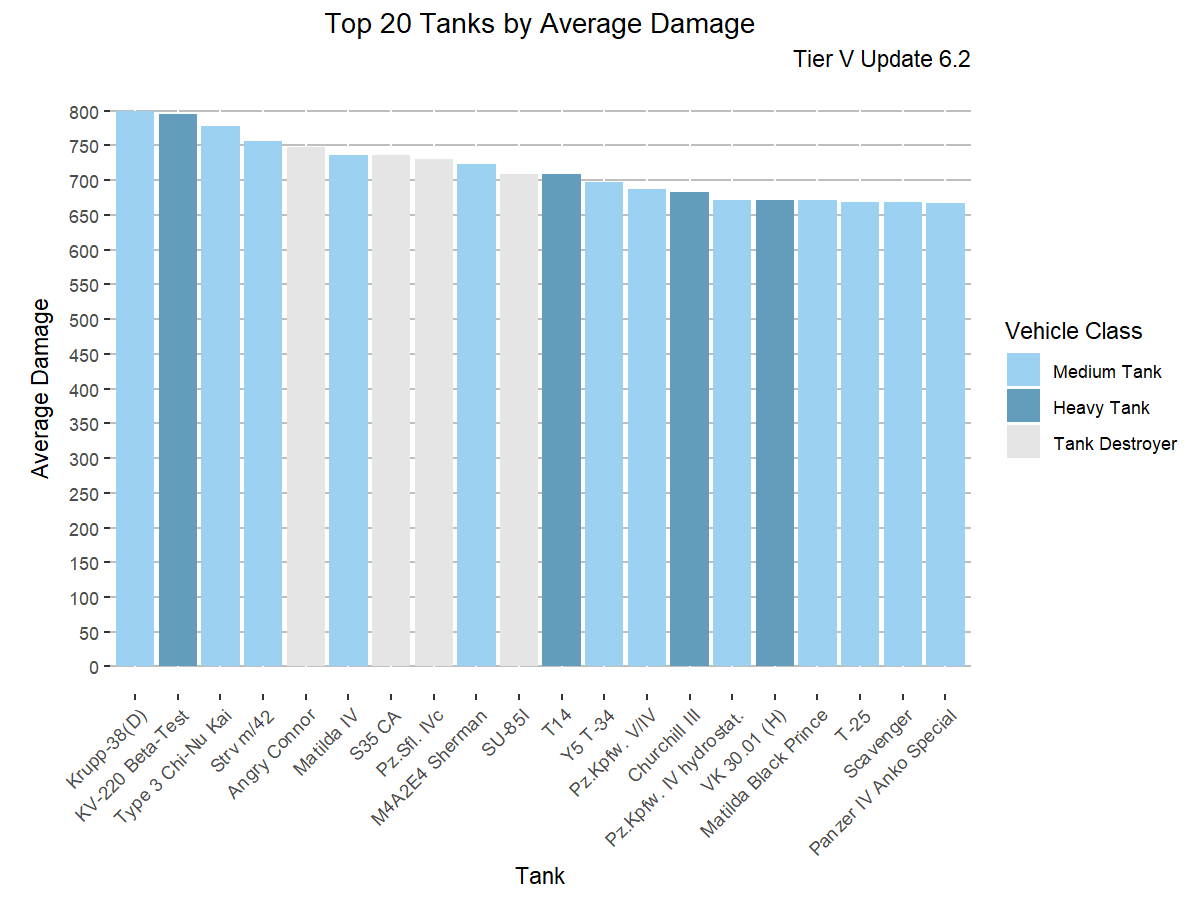 Top 20 Tanks by Average Damage
Tier V Update 6.2
800
750
700
650
600
550
500
450
400
350
300
250
200
150
100
50
0
Average Damage
Krupp-38(D)
KV-220 Beta-Test
Type 3 Chi-Nu Kai
Strv m/42
Angry Connor
Matilda IV
S35 CA
Pz.Sfl. IVc
M4A2E4 Sherman
SU-85I
T14
Y5 T-34
Pz.Kpfw. V/IV
Churchill III
Pz.Kpfw. IV hydrostat.
VK 30.01 (H)
Matilda Black Prince
T-25
Scavenger
Panzer IV Anko Special
Tank
Vehicle Class
Medium Tank
Heavy Tank
Tank Destroyer